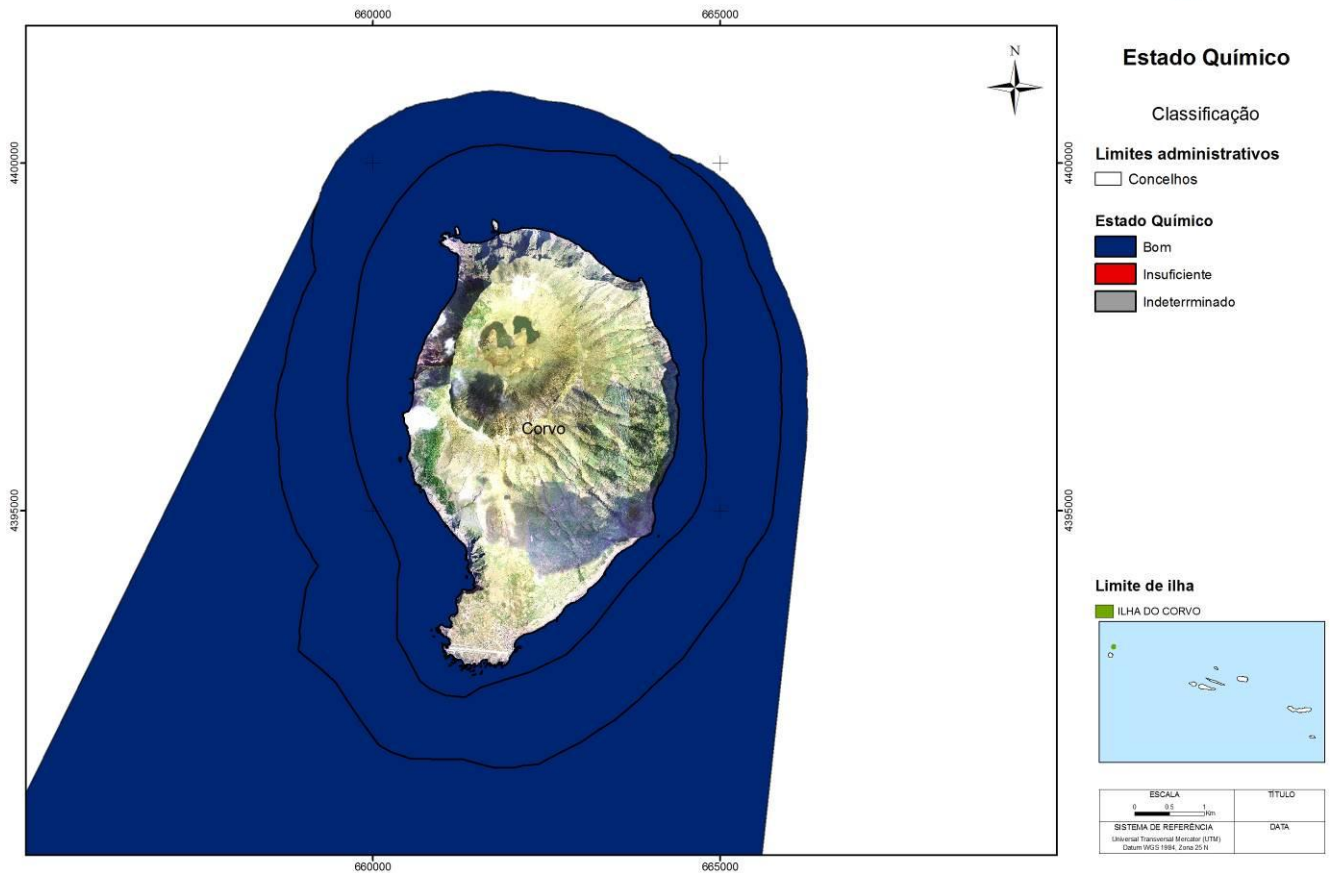 660000
665000
N
4400000
4400000
Corvo
4395000
4395000
660000
665000
Estado Químico
Classificação
Limites administrativos
Concelhos
Estado Químico
Bom
Insuficiente
Indeterrminado
Limite de ilha
ILHA DO CORVO
ESCALA
TÍTULO
0 0.5 1
Km
SISTEMA DE REFERÊNCIA
DATA
Universal Transversal Mercator (UTM)
Datum WGS 1984, Zona 25 N